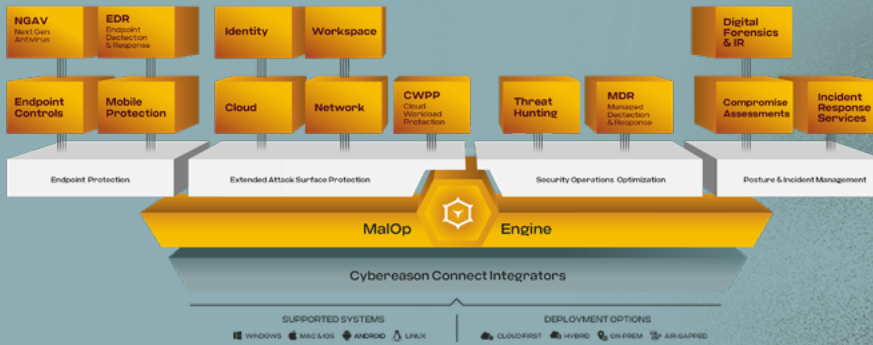 NGAV
Next Gen
Antivirus
EDR
Endpoint
Dectection
& Response
Identity
Workspace
Digital
Forensics
& IR
Endpoint
Controls
Mobile
Protection
Cloud
Network
CWPP
Cloud
Workload
Protection
Threat
Hunting
MDR
Managed
Dectection
& Response
Compromise
Assessments
Incident
Response
Services
Endpoint Protection
Extended Attack Surface Protection
Security Operations Optimization
Posture & Incident Management
MalOp Engine
Cybereason Connect Integrators
SUPPORTED SYSTEMS
DEPLOYMENT OPTIONS
WINDOWS MAC & IOS ANDROID LINUX
CLOUD FIRST HYBRID ON-PREM AIR-GAPPED